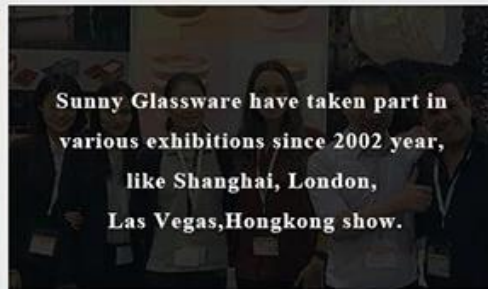 Sunny Glassware have taken part in
various exhibitions since 2002 year,
like Shanghai, London,
Las Vegas,Hongkong show.